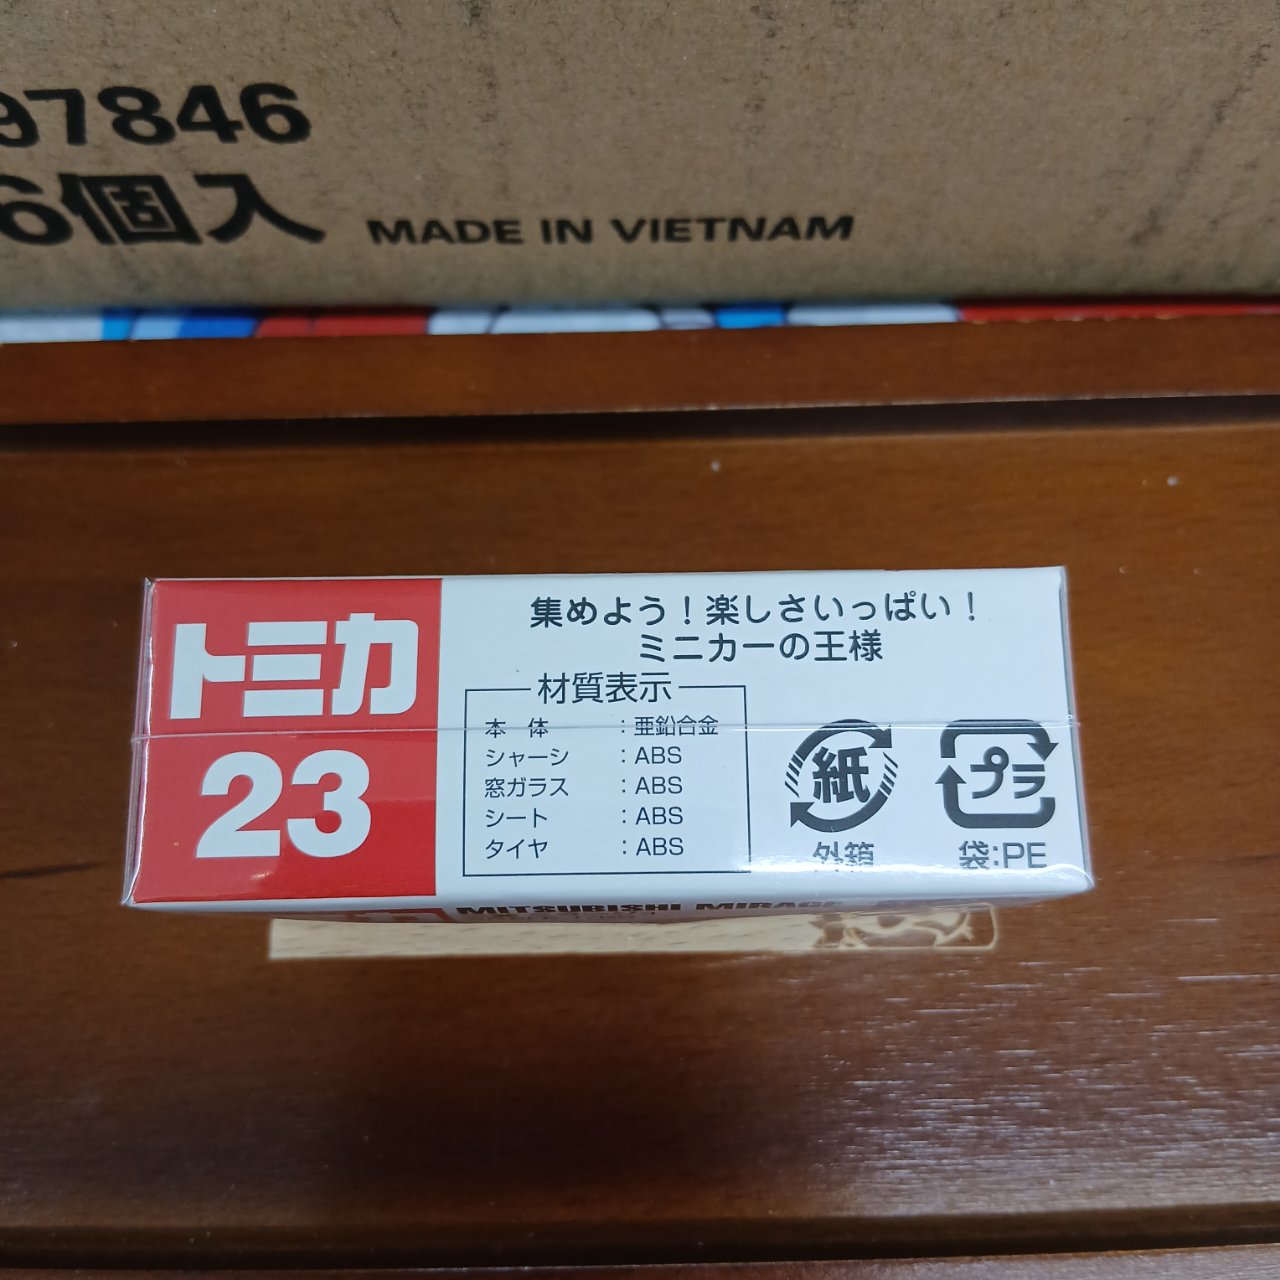 97846
6個入 MADE IN VIETNAM
トミカ
23
集めよう！楽しさいっぱい！
ミニカーの王様
材質表示
本 体 ：亜鉛合金
シャーシ ：ABS
窓ガラス ：ABS
シート ：ABS
タイヤ ：ABS
紙
外箱
プラ
袋:PE
MITSUBISHI MIRAGE